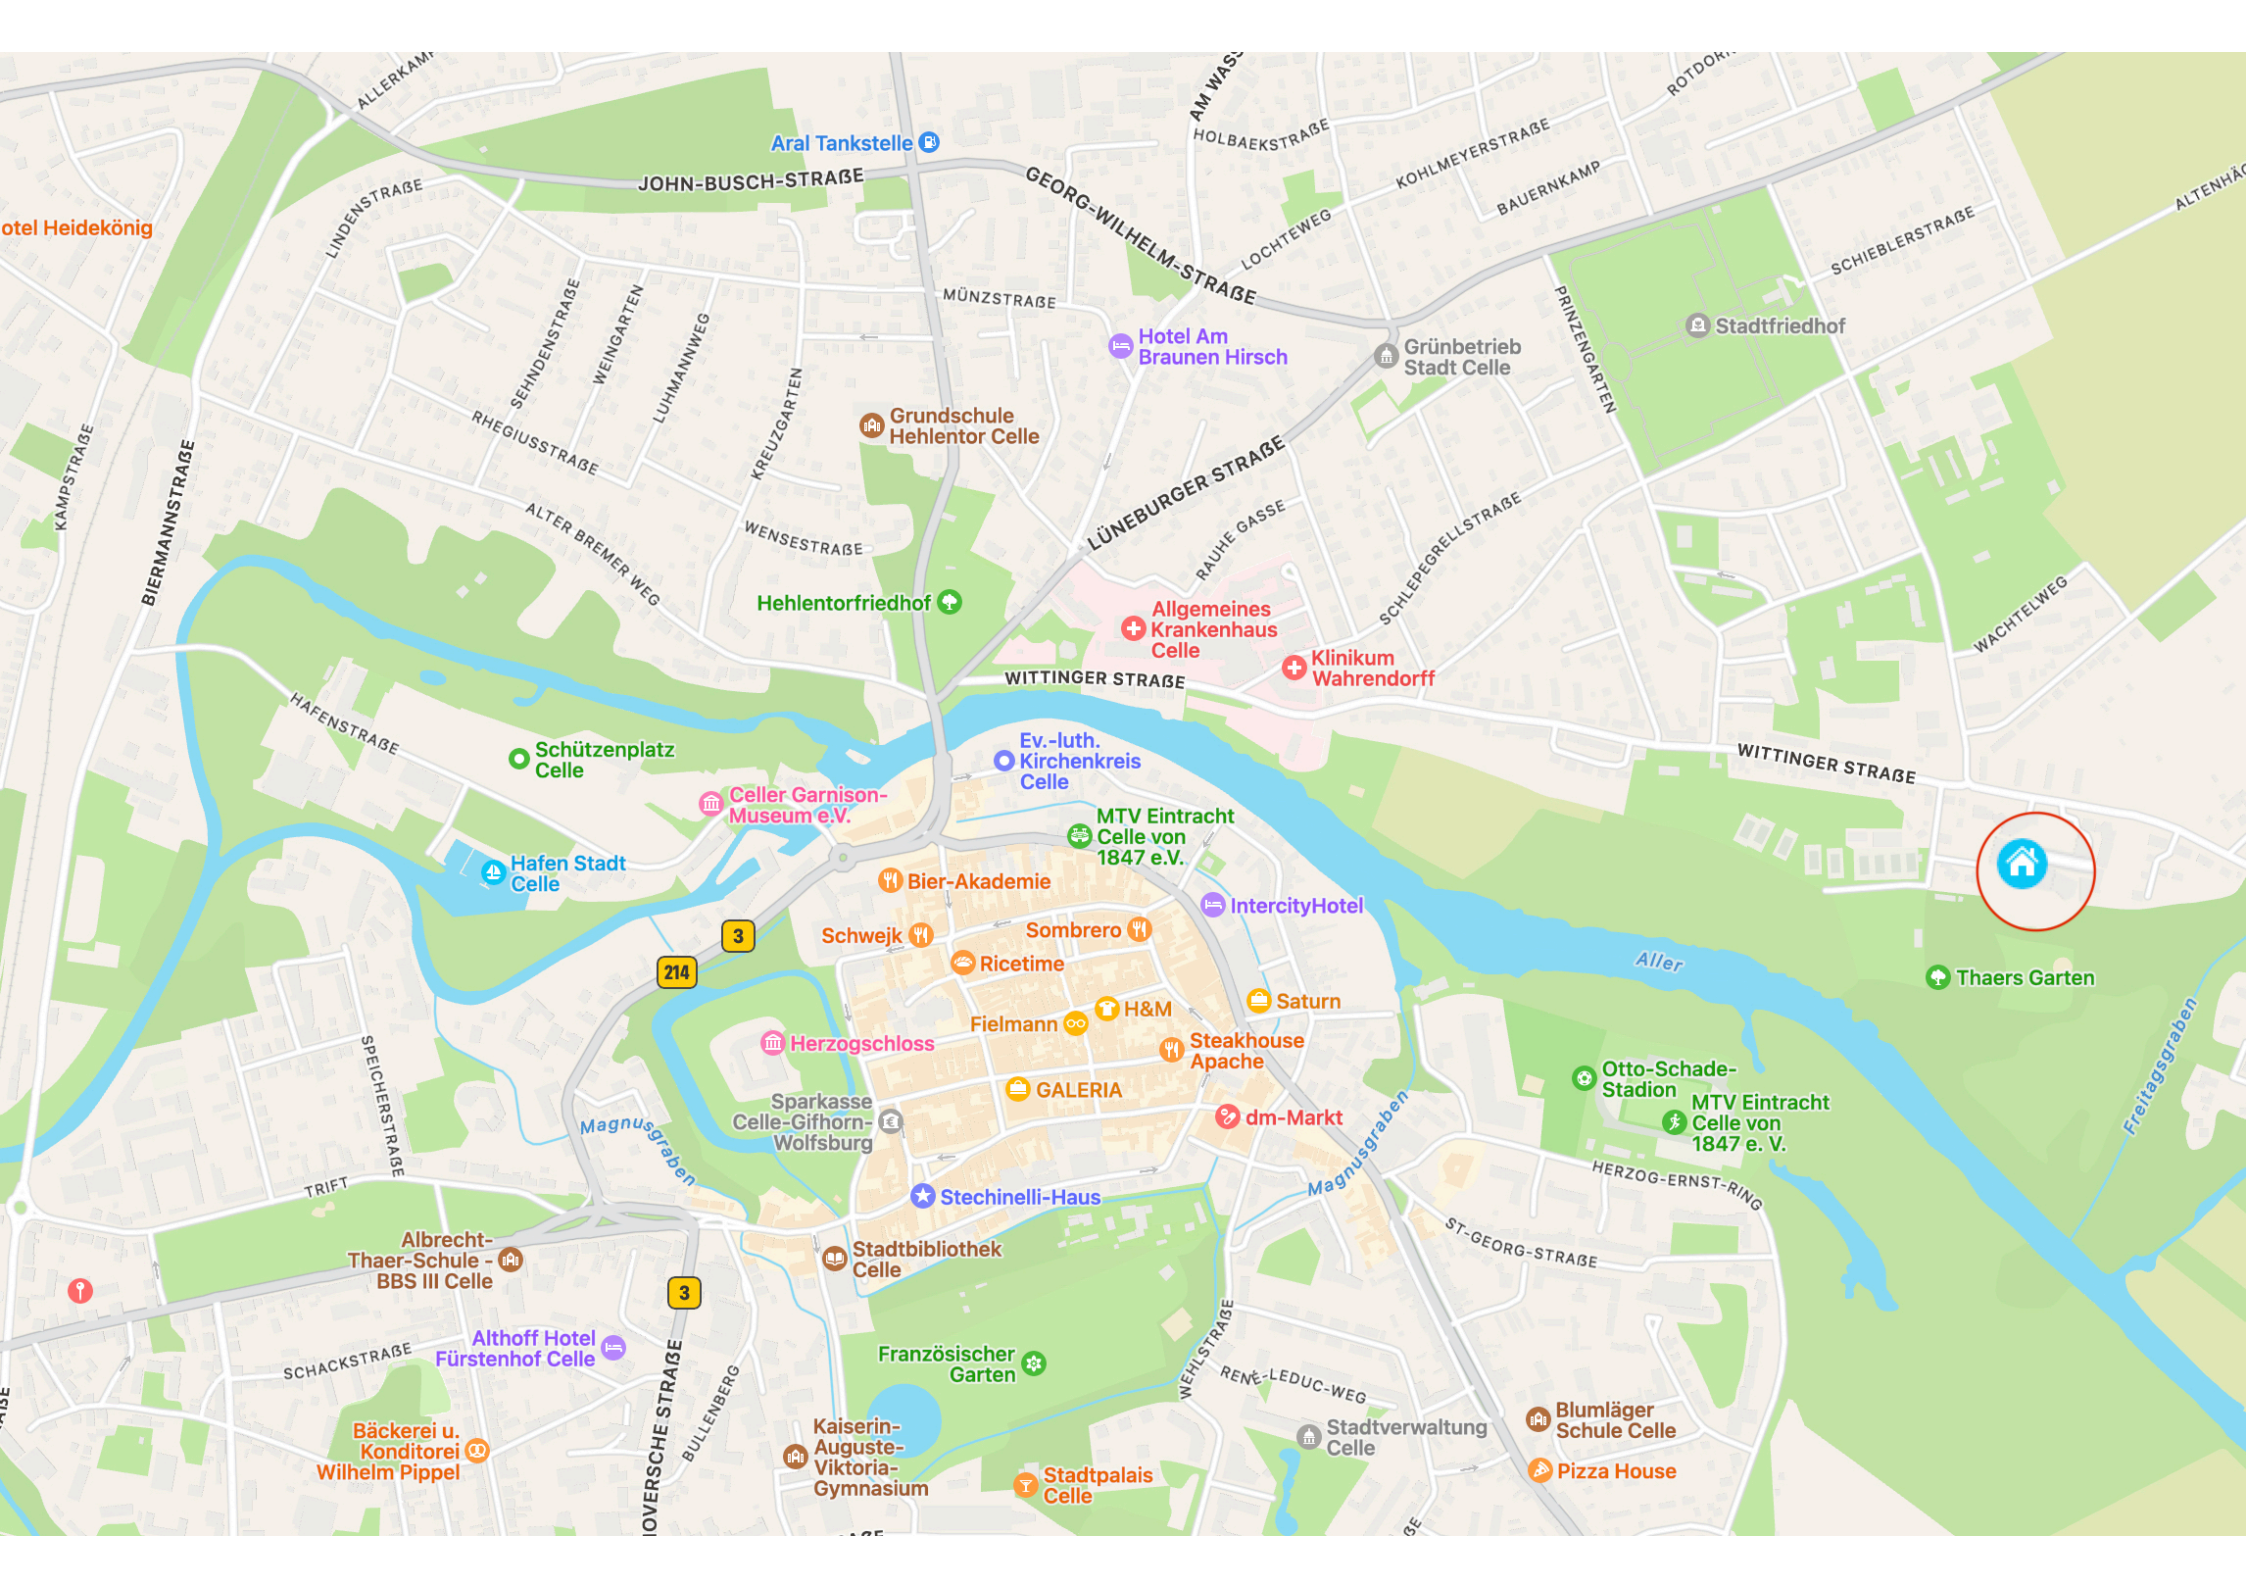 ALLERKAM
AM WASS
ROTDORN
HOLBAEKSTRAẞE
KOHLMEYERSTRAẞE
BAUERNKAMP
ALTENHÄG
Aral Tankstelle
JOHN-BUSCH-STRAẞE
GEORG-WILHELM-STRAẞE
LINDENSTRAẞE
otel Heidekönig
LOCHTEWEG
SCHIEBLERSTRAẞE
MÜNZSTRAẞE
Hotel Am
Braunen Hirsch
Grünbetrieb
Stadt Celle
PRINZENGARTEN
Stadtfriedhof
SEHNDENSTRAẞE
WEINGARTEN
LUHMANNWEG
KREUZGARTEN
Grundschule
Hehlentor Celle
RHEGIUSSTRAẞE
KAMPSTRAẞE
BIERMANNSTRAẞE
LÜNEBURGER STRAẞE
ALTER BREMER WEG
WENSESTRAẞE
RAUHE GASSE
SCHLEPEGRELLSTRAẞE
WACHTELWEG
Hehlentorfriedhof
Allgemeines
Krankenhaus
Celle
Klinikum
Wahrendorff
WITTINGER STRAẞE
HAFENSTRAẞE
Schützenplatz
Celle
Ev.-luth.
Kirchenkreis
Celle
WITTINGER STRAẞE
Celler Garnison-
Museum e.V.
MTV Eintracht
Celle von
1847 e.V.
Hafen Stadt
Celle
Bier-Akademie
IntercityHotel
3
Schwejk
Sombrero
214
Ricetime
Aller
Thaers Garten
Saturn
H&M
Fielmann
Herzogschloss
Steakhouse
Apache
SPEICHERSTRAẞE
GALERIA
Otto-Schade-
Stadion
MTV Eintracht
Celle von
1847 e. V.
Freitagsgraben
Sparkasse
Celle-Gifhorn-
Wolfsburg
dm-Markt
Magnusgraben
Magnusgraben
TRIFT
HERZOG-ERNST-RING
Stechinelli-Haus
ST-GEORG-STRAẞE
Albrecht-
Thaer-Schule -
BBS III Celle
Stadtbibliothek
Celle
3
Althoff Hotel
Fürstenhof Celle
SCHACKSTRAẞE
Französischer
Garten
WEHLSTRAẞE
RENÉ-LEDUC-WEG
NOVERSCHE STRAẞE
BULLENBERG
AẞE
Bäckerei u.
Konditorei
Wilhelm Pippel
Kaiserin-
Auguste-
Viktoria-
Gymnasium
Stadtverwaltung
Celle
Blumläger
Schule Celle
Pizza House
Stadtpalais
Celle